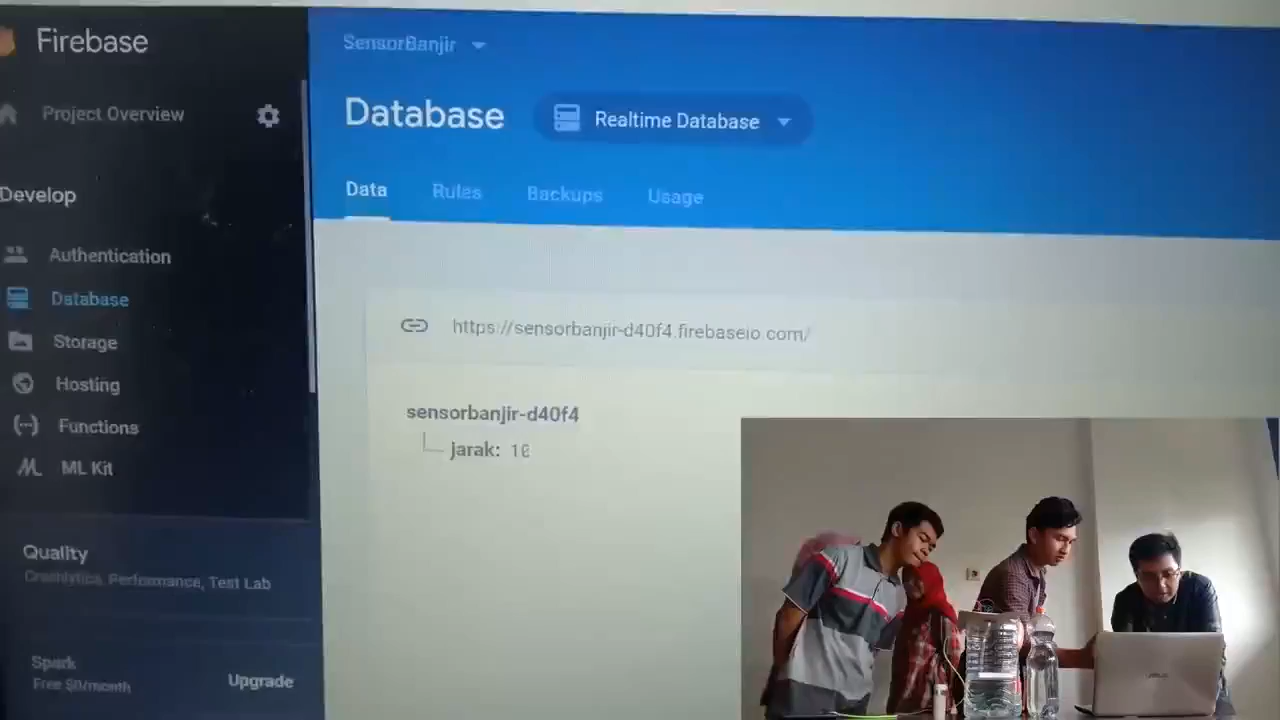 Firebase
SensorBanjir
Project Overview
Database
Realtime Database
Develop
Data
Rules
Backups
Usage
Authentication
Database
Storage
Hosting
Functions
ML Kit
https://sensorbanjir-d40f4.firebaseio.com/
sensorbanjir-d40f4
jarak:
Quality
Crashlytics, Performance, Test Lab
Spark
Free $0/month
Upgrade
ASUS